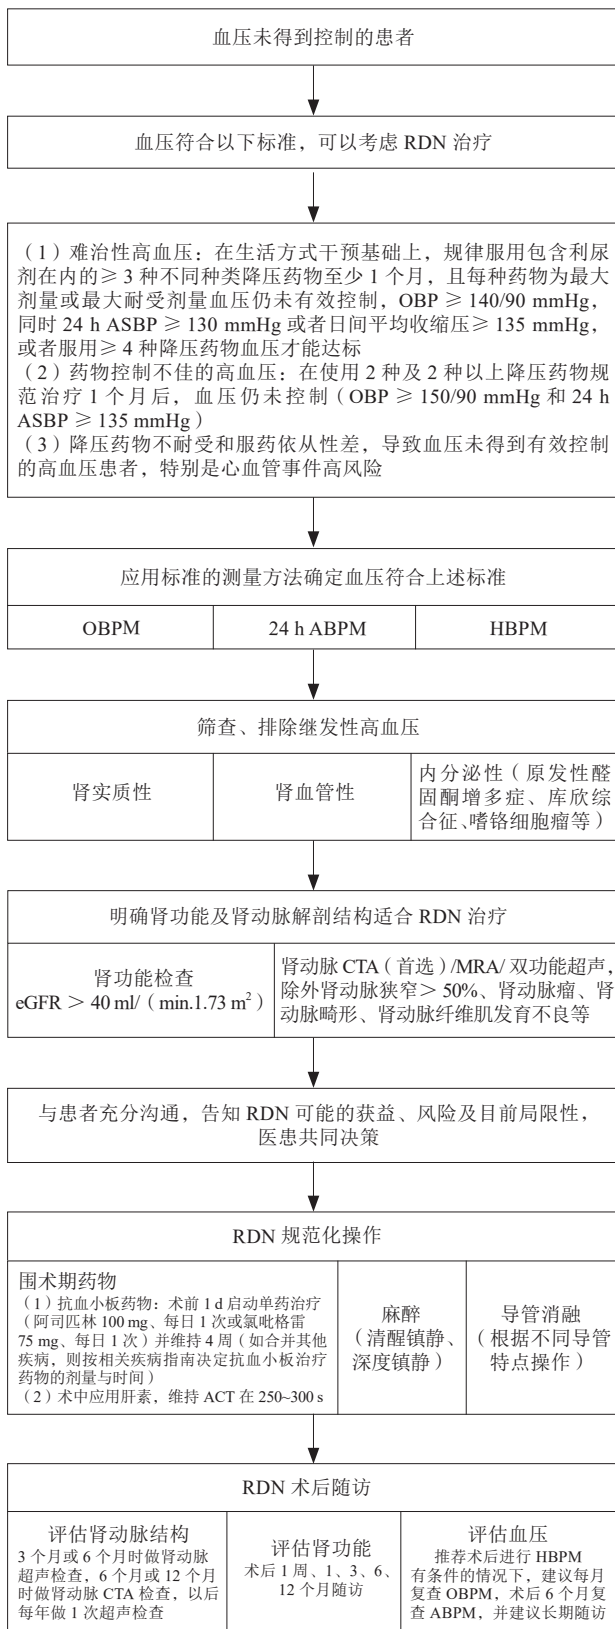 血压未得到控制的患者
血压符合以下标准，可以考虑 RDN 治疗
（1）难治性高血压：在生活方式干预基础上，规律服用包含利尿
剂在内的≥ 3 种不同种类降压药物至少 1 个月，且每种药物为最大
剂量或最大耐受剂量血压仍未有效控制，OBP ≥ 140/90 mmHg，
同时 24 h ASBP ≥ 130 mmHg 或者日间平均收缩压≥ 135 mmHg，
或者服用≥ 4 种降压药物血压才能达标
（2）药物控制不佳的高血压：在使用 2 种及 2 种以上降压药物规
范治疗 1 个月后，血压仍未控制（OBP ≥ 150/90 mmHg 和 24 h
ASBP ≥ 135 mmHg）
（3）降压药物不耐受和服药依从性差，导致血压未得到有效控制
的高血压患者，特别是心血管事件高风险
应用标准的测量方法确定血压符合上述标准
OBPM
24 h ABPM
HBPM
筛查、排除继发性高血压
肾实质性
肾血管性
内分泌性（原发性醛
固酮增多症、库欣综
合征、嗜铬细胞瘤等）
明确肾功能及肾动脉解剖结构适合 RDN 治疗
肾功能检查
eGFR > 40 ml/（min.1.73 m²）
肾动脉 CTA（首选）/MRA/ 双功能超声，
除外肾动脉狭窄> 50%、肾动脉瘤、肾
动脉畸形、肾动脉纤维肌发育不良等
与患者充分沟通，告知 RDN 可能的获益、风险及目前局限性，
医患共同决策
RDN 规范化操作
围术期药物
（1）抗血小板药物：术前 1 d 启动单药治疗
（阿司匹林 100 mg、每日 1 次或氯吡格雷
75 mg、每日 1 次）并维持 4 周（如合并其他
疾病，则按相关疾病指南决定抗血小板治疗
药物的剂量与时间）
（2）术中应用肝素，维持 ACT 在 250~300 s
麻醉
（清醒镇静、
深度镇静）
导管消融
（根据不同导管
特点操作）
RDN 术后随访
评估肾动脉结构
3 个月或 6 个月时做肾动脉
超声检查，6 个月或 12 个月
时做肾动脉 CTA 检查，以后
每年做 1 次超声检查
评估肾功能
术后 1 周、1、3、6、
12 个月随访
评估血压
推荐术后进行 HBPM
有条件的情况下，建议每月
复查 OBPM，术后 6 个月复
查 ABPM，并建议长期随访